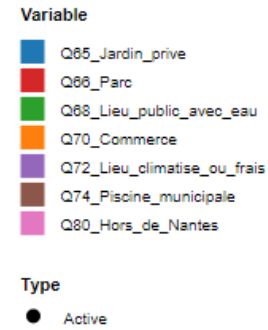 Variable
Q65_Jardin_prive
Q66_Parc
Q68_Lieu_public_avec_eau
Q70_Commerce
Q72_Lieu_climatise_ou_frais
Q74_Piscine_municipale
Q80_Hors_de_Nantes
Type
Active